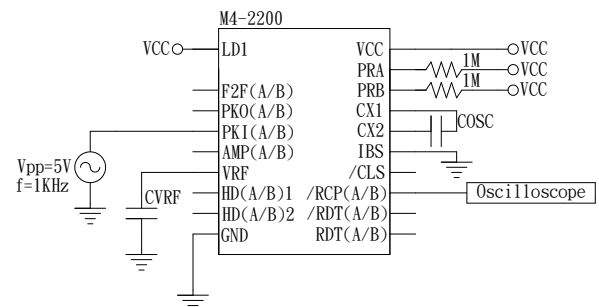 M4-2200
VCC
LD1
VCC
VCC
PRA
1M
VCC
F2F(A/B)
PRB
1M
VCC
PKO(A/B)
CX1
PKI(A/B)
CX2
COSC
AMP(A/B)
IBS
Vpp=5V
f=1KHz
VRF
/CLS
CVRF
HD(A/B)1
/RCP(A/B)
Oscilloscope
HD(A/B)2
/RDT(A/B)
GND
RDT(A/B)